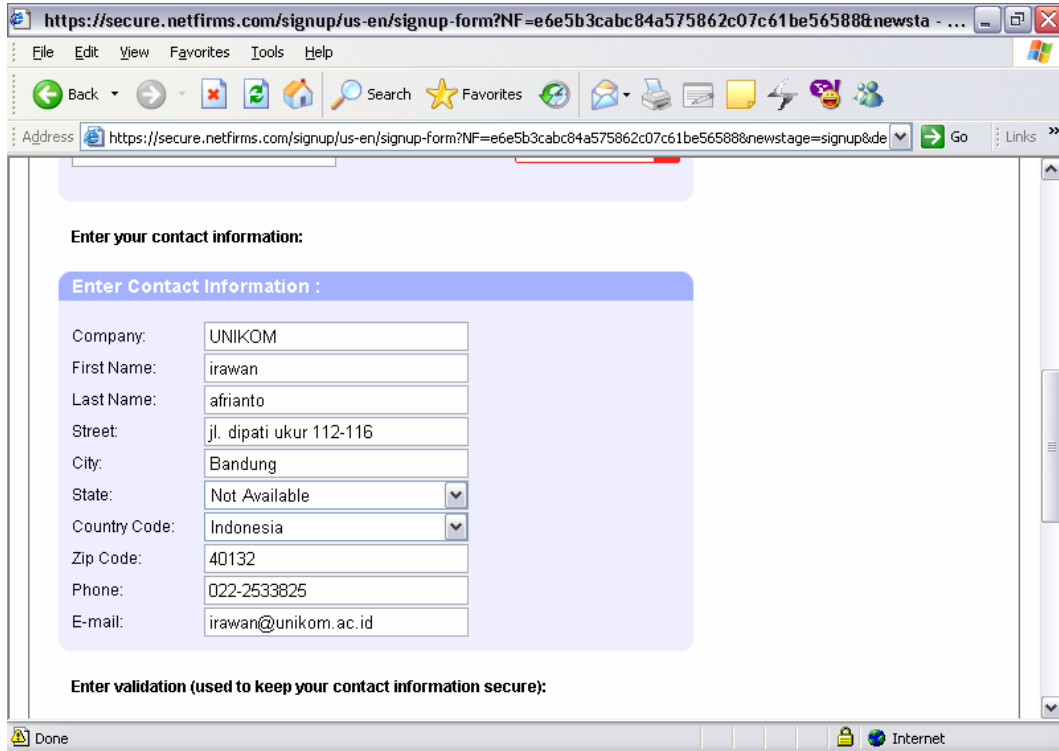 https://secure.netfirms.com/signup/us-en/signup-form?NF=e6e5b3cabc84a575862c07c61be56588&newsta - ...
File Edit View Favorites Tools Help
Back Search Favorites
Address https://secure.netfirms.com/signup/us-en/signup-form?NF=e6e5b3cabc84a575862c07c61be56588&newstage=signup&de Go Links »
Enter your contact information:
Enter Contact Information :
Company: UNIKOM
First Name: irawan
Last Name: afrianto
Street: jl. dipati ukur 112-116
City: Bandung
State: Not Available
Country Code: Indonesia
Zip Code: 40132
Phone: 022-2533825
E-mail: irawan@unikom.ac.id
Enter validation (used to keep your contact information secure):
Done Internet